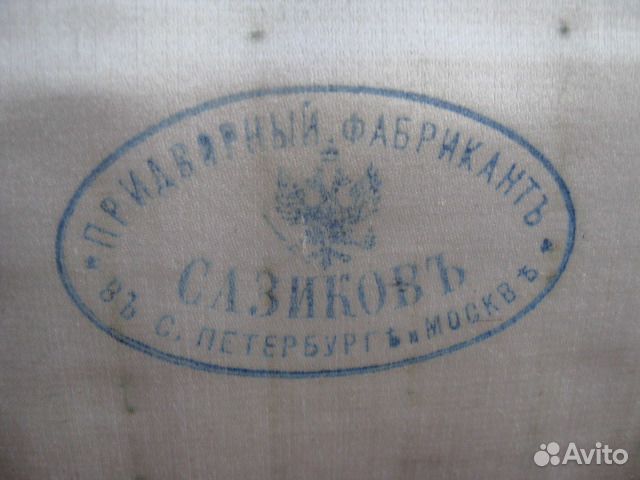 ПРИДВОРНЫЙ ФАБРИКАНТЪ
САЗИКОВЪ
ВЪ С. ПЕТЕРБУРГѢ и МОСКВѢ
Avito